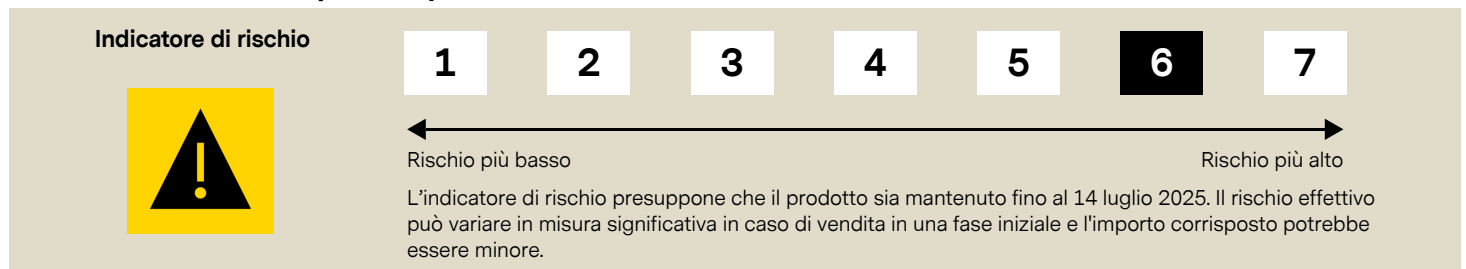 Indicatore di rischio
1 2 3 4 5 6 7
Rischio più basso Rischio più alto
L'indicatore di rischio presuppone che il prodotto sia mantenuto fino al 14 luglio 2025. Il rischio effettivo
può variare in misura significativa in caso di vendita in una fase iniziale e l'importo corrisposto potrebbe
essere minore.